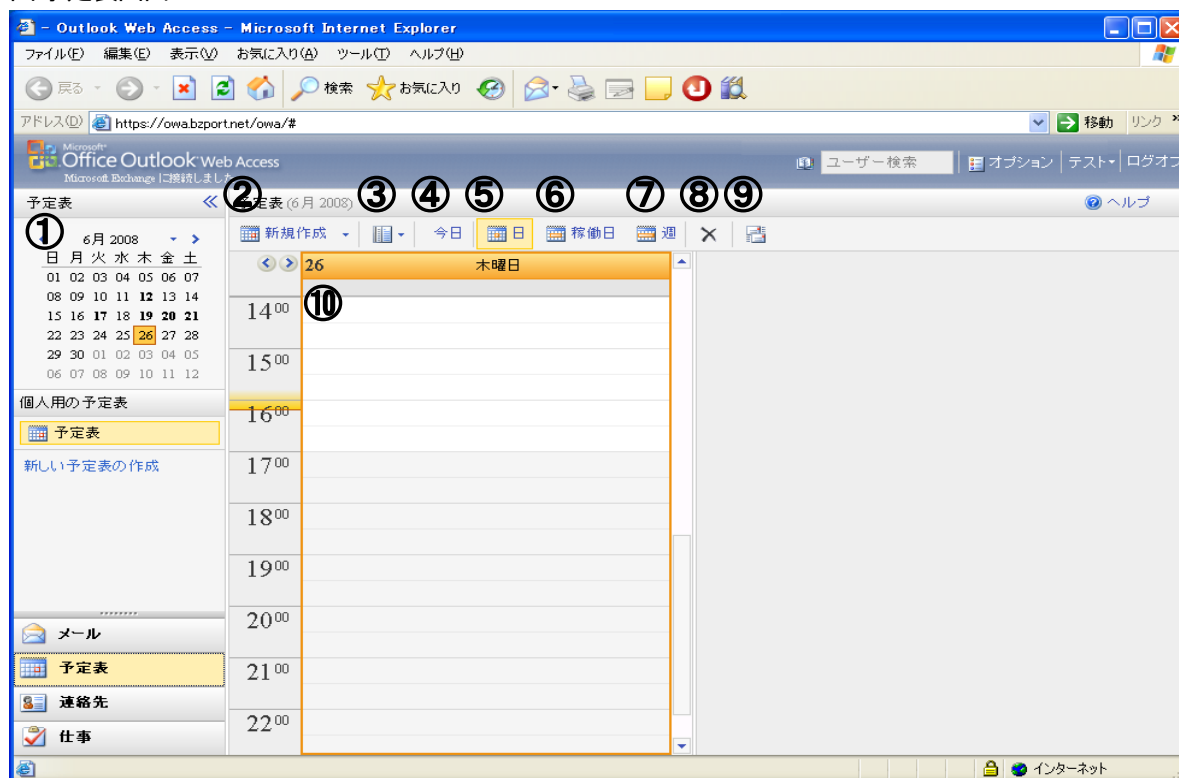 - Outlook Web Access - Microsoft Internet Explorer
ファイル(F) 編集(E) 表示(V) お気に入り(A) ツール(T) ヘルプ(H)
戻る 検索 お気に入り
アドレス(D) https://owa.bzport.net/owa/# 移動 リンク »
Microsoft
Office Outlook Web Access
Microsoft Exchange に接続しました
ユーザー検索 オプション テスト ログオフ
予定表 « ② 予定表 (6月 2008) ③ ④ ⑤ ⑥ ⑦ ⑧ ⑨ ヘルプ
① 6月 2008 新規作成 今日 日 稼働日 週
日 月 火 水 木 金 土
01 02 03 04 05 06 07
08 09 10 11 12 13 14
15 16 17 18 19 20 21
22 23 24 25 26 27 28
29 30 01 02 03 04 05
06 07 08 09 10 11 12
個人用の予定表
予定表
新しい予定表の作成
メール
予定表
連絡先
仕事
26 木曜日
⑩
14 00
15 00
16 00
17 00
18 00
19 00
20 00
21 00
22 00
インターネット